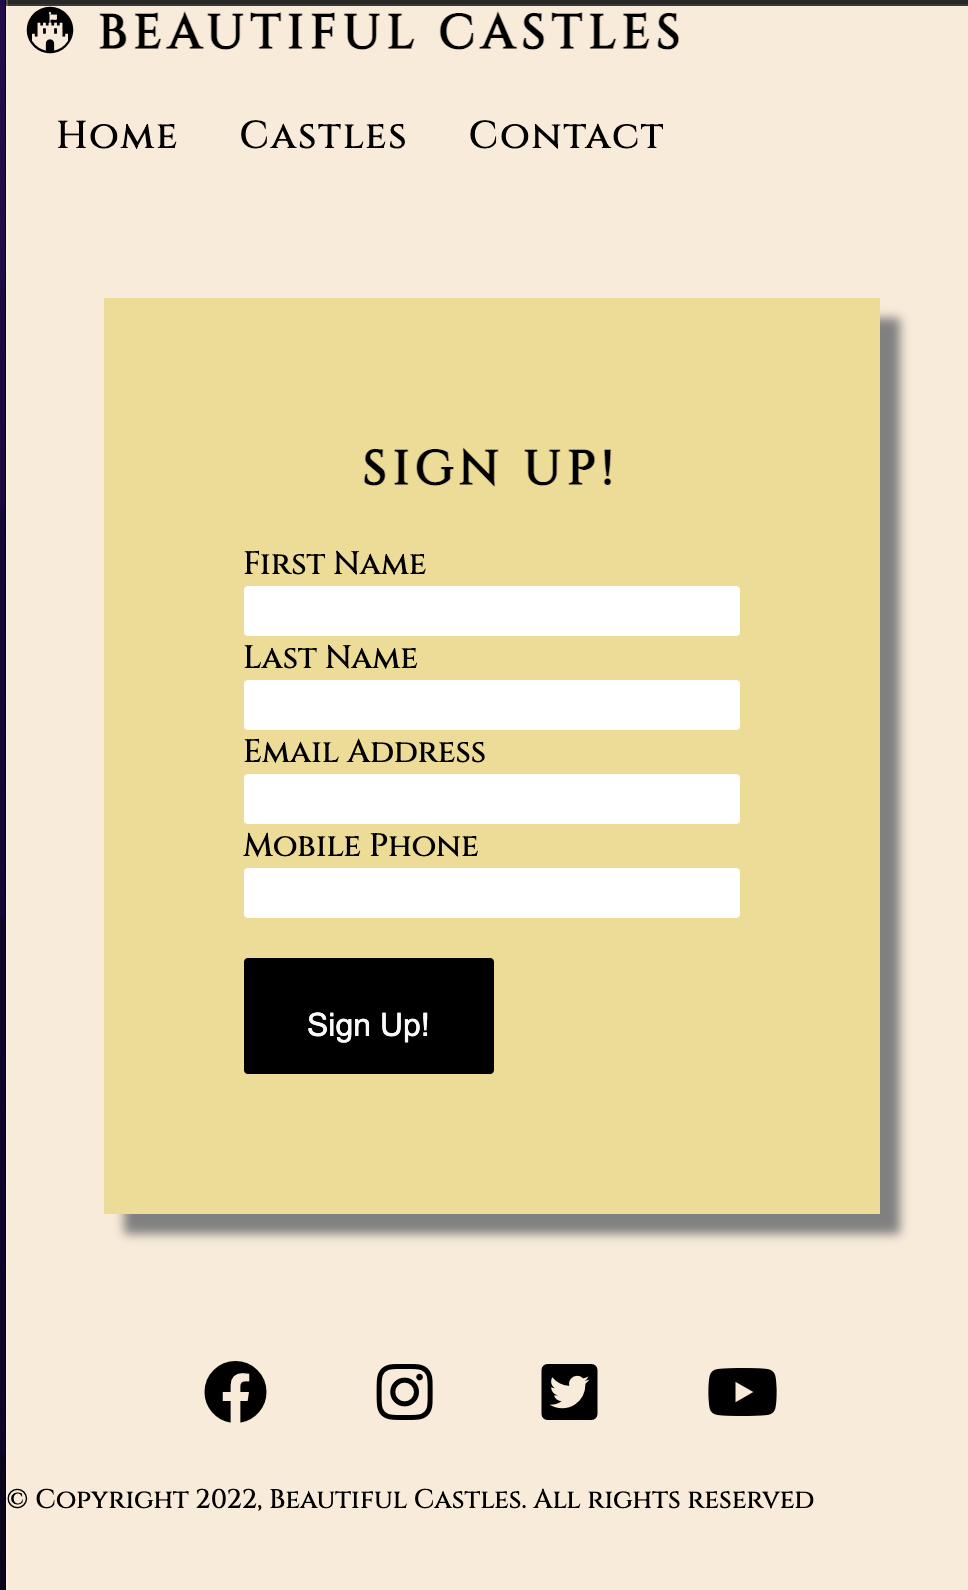 BEAUTIFUL CASTLES
Home Castles Contact
SIGN UP!
First Name
Last Name
Email Address
Mobile Phone
Sign Up!
© Copyright 2022, Beautiful Castles. All rights reserved